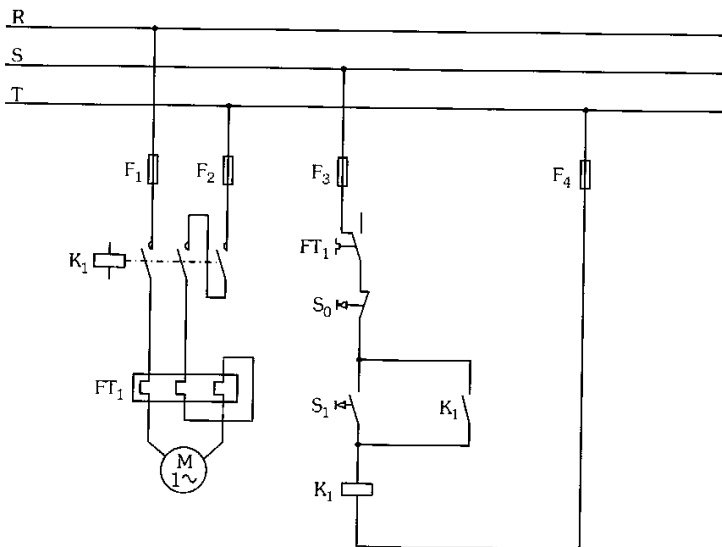 R
S
T
F₁ F₂ F₃ F₄
K₁ FT₁
S₀
FT₁ S₁ K₁
M
1~
K₁